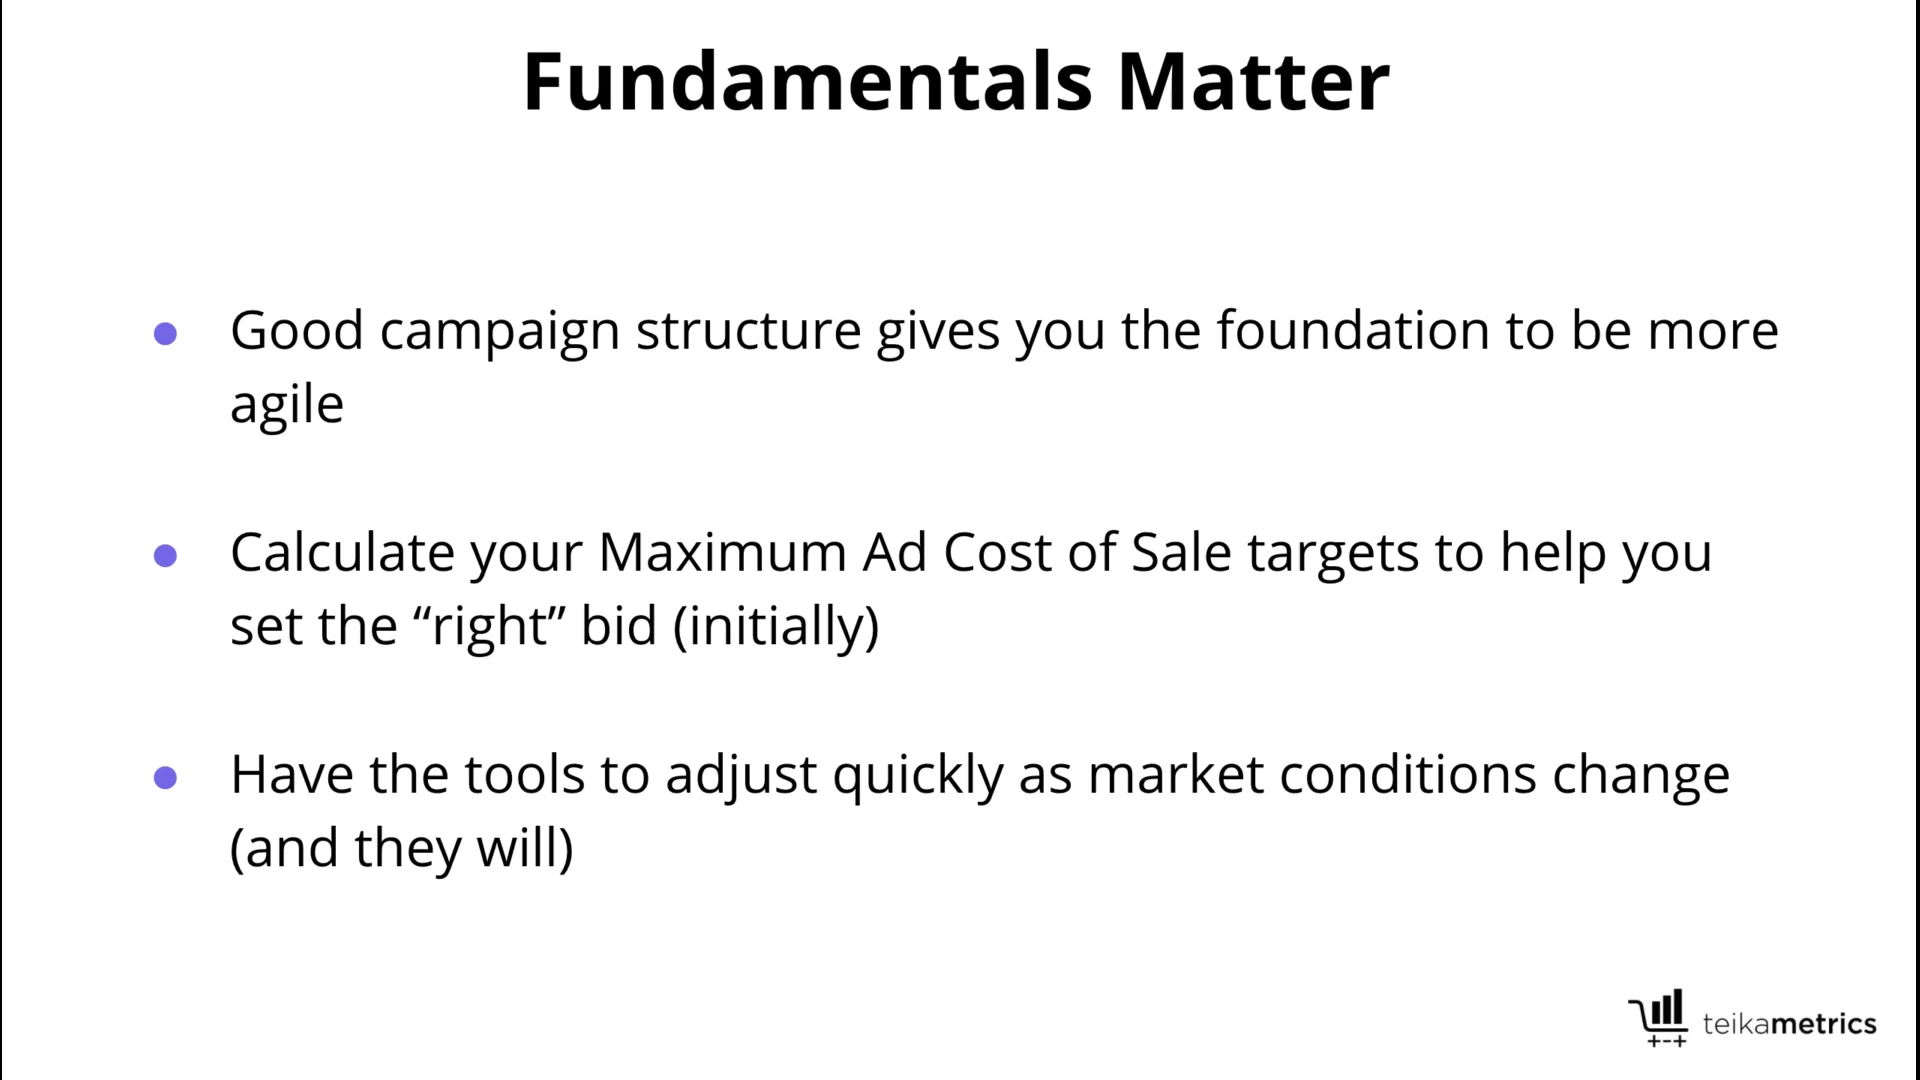 Fundamentals Matter
Good campaign structure gives you the foundation to be more
agile
Calculate your Maximum Ad Cost of Sale targets to help you
set the “right” bid (initially)
Have the tools to adjust quickly as market conditions change
(and they will)
teikametrics